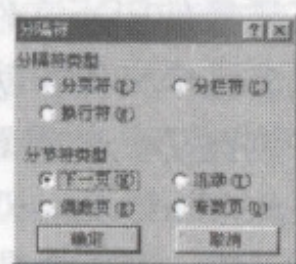 分隔符
分隔符类型
分页符(P) 分栏符(C)
换行符(E)
分节符类型
下一页(N) 连续(T)
偶数页(E) 奇数页(O)
确定 取消